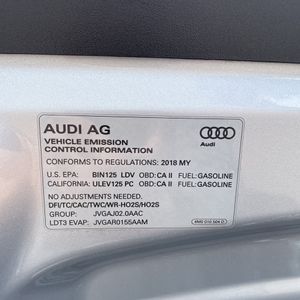 AUDI AG
Audi
VEHICLE EMISSION
CONTROL INFORMATION
CONFORMS TO REGULATIONS: 2018 MY
U.S. EPA: BIN125 LDV OBD: CA II FUEL: GASOLINE
CALIFORNIA: ULEV125 PC OBD: CA II FUEL: GASOLINE
NO ADJUSTMENTS NEEDED.
DFI/TC/CAC/TWC/WR-HO2S/HO2S
GROUP: JVGAJ02.0AAC
LDT3 EVAP: JVGAR0155AAM